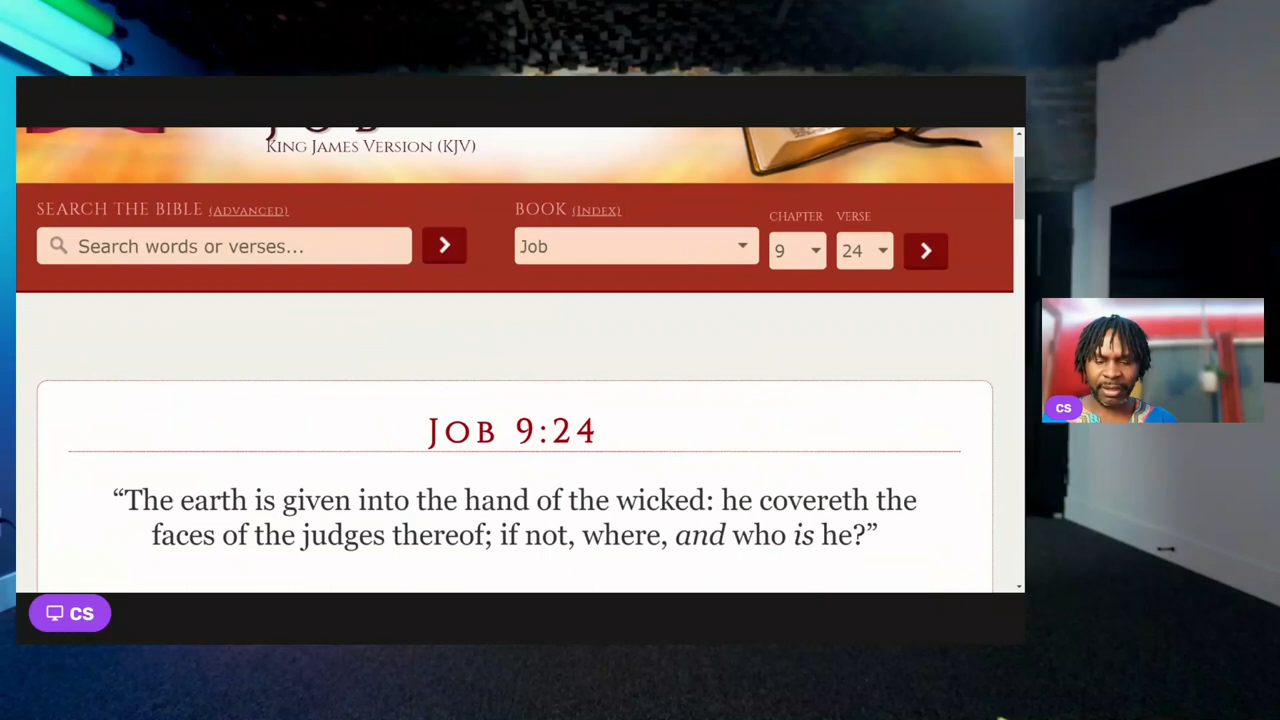 JOB
KING JAMES VERSION (KJV)
SEARCH THE BIBLE (ADVANCED)
BOOK (INDEX)
CHAPTER VERSE
Search words or verses...
Job
9
24
JOB 9:24
“The earth is given into the hand of the wicked: he covereth the
faces of the judges thereof; if not, where, and who is he?”
CS
CS